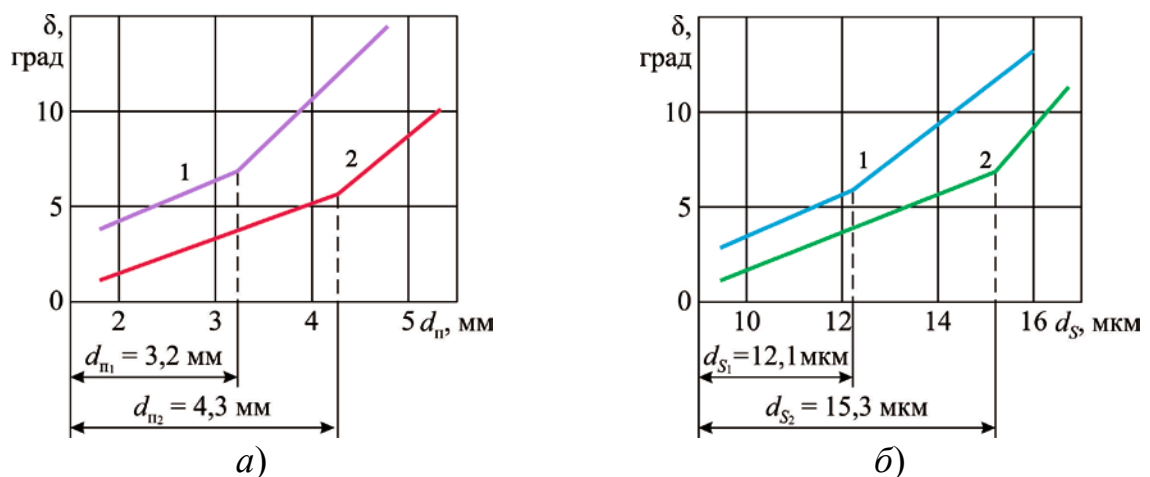 δ,
град
10
5
0
1
2
2 3 4 5 dп, мм
dп1 = 3,2 мм
dп2 = 4,3 мм
а)
δ,
град
10
5
0
1
2
10 12 14 16 dS, мкм
dS1=12,1мкм
dS2 = 15,3 мкм
б)